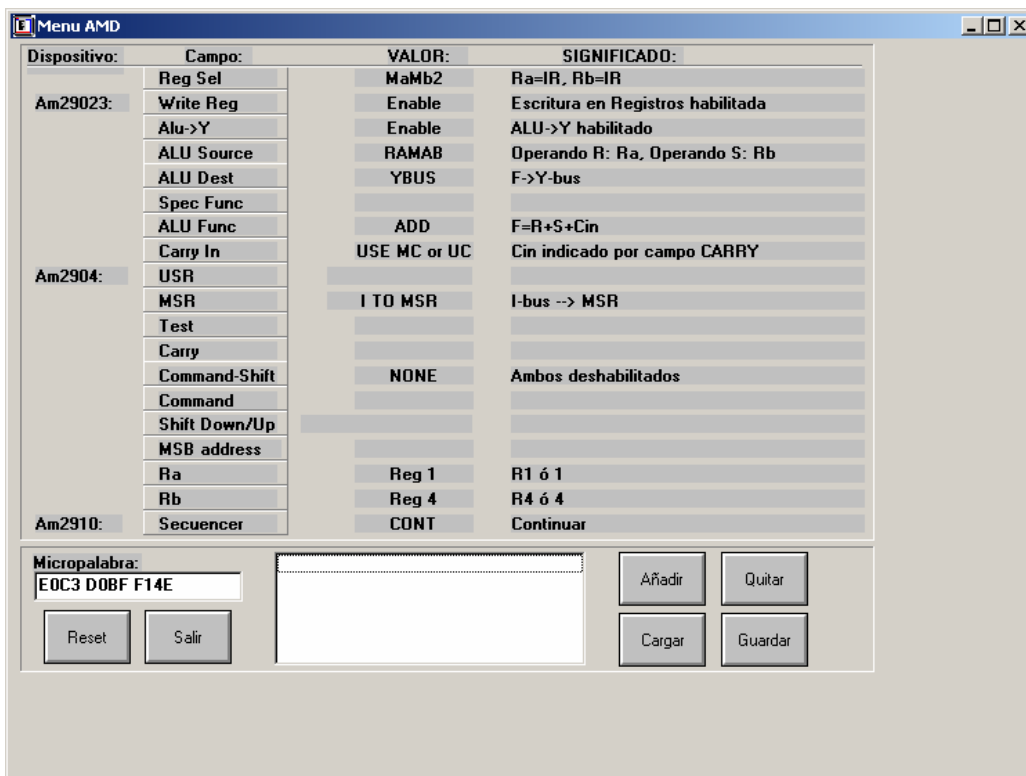 Menu AMD
Dispositivo: Campo: VALOR: SIGNIFICADO:
Reg Sel MaMb2 Ra=IR, Rb=IR
Am29023: Write Reg Enable Escritura en Registros habilitada
Alu->Y Enable ALU->Y habilitado
ALU Source RAMAB Operando R: Ra, Operando S: Rb
ALU Dest YBUS F->Y-bus
Spec Func
ALU Func ADD F=R+S+Cin
Carry In USE MC or UC Cin indicado por campo CARRY
Am2904: USR
MSR I TO MSR I-bus --> MSR
Test
Carry
Command-Shift NONE Ambos deshabilitados
Command
Shift Down/Up
MSB address
Ra Reg 1 R1 ó 1
Rb Reg 4 R4 ó 4
Am2910: Secuencer CONT Continuar
Micropalabra:
E0C3 D0BF F14E
Añadir Quitar
Reset Salir Cargar Guardar